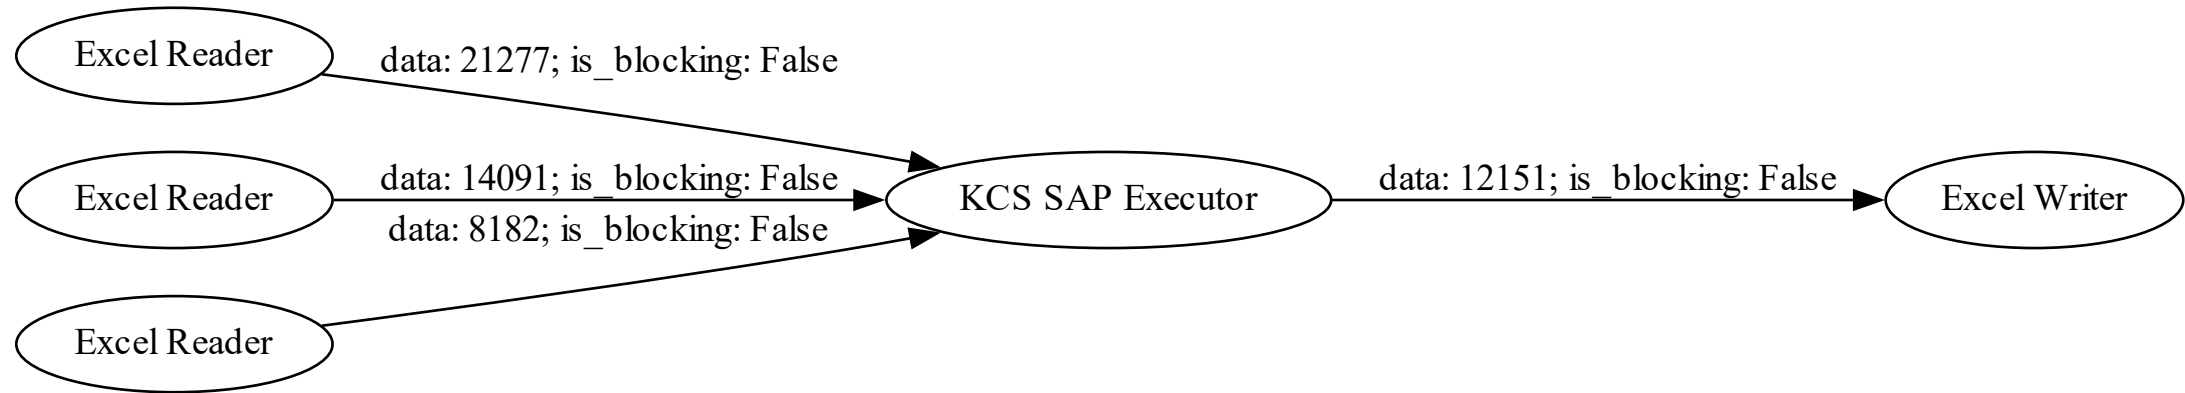 Excel Reader
data: 21277; is_blocking: False
Excel Reader
data: 14091; is_blocking: False
KCS SAP Executor
data: 12151; is_blocking: False
Excel Writer
data: 8182; is_blocking: False
Excel Reader